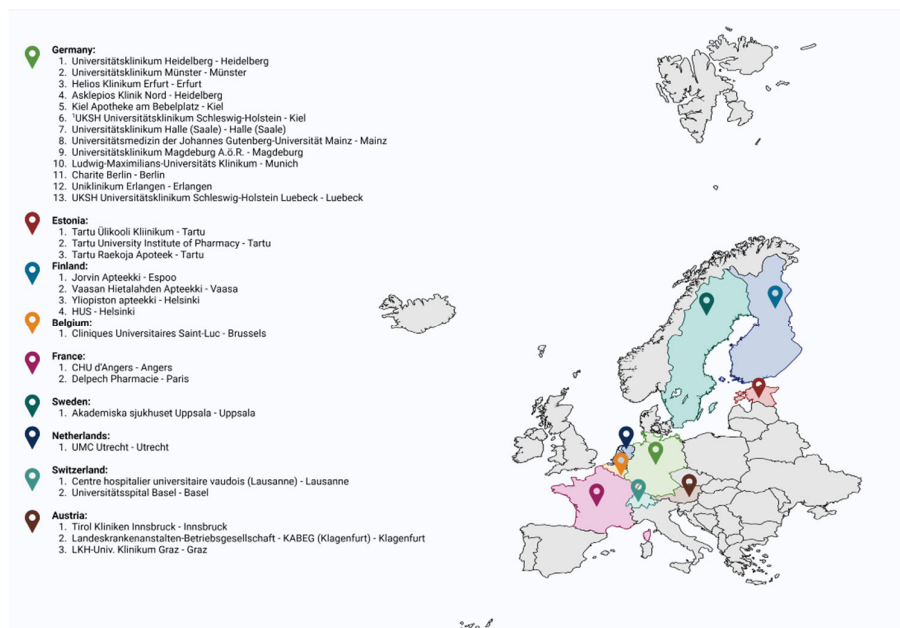 Germany:
1. Universitätsklinikum Heidelberg - Heidelberg
2. Universitätsklinikum Münster - Münster
3. Helios Klinikum Erfurt - Erfurt
4. Asklepios Klinik Nord - Heidelberg
5. Kiel Apotheke am Bebelplatz - Kiel
6. ¹UKSH Universitätsklinikum Schleswig-Holstein - Kiel
7. Universitätsklinikum Halle (Saale) - Halle (Saale)
8. Universitätsmedizin der Johannes Gutenberg-Universität Mainz - Mainz
9. Universitätsklinikum Magdeburg A.ö.R. - Magdeburg
10. Ludwig-Maximilians-Universitäts Klinikum - Munich
11. Charite Berlin - Berlin
12. Uniklinikum Erlangen - Erlangen
13. UKSH Universitätsklinikum Schleswig-Holstein Luebeck - Luebeck
Estonia:
1. Tartu Ülikooli Kliinikum - Tartu
2. Tartu University Institute of Pharmacy - Tartu
3. Tartu Raekoja Apoteek - Tartu
Finland:
1. Jorvin Apteekki - Espoo
2. Vaasan Hietalahden Apteekki - Vaasa
3. Yliopiston apteekki - Helsinki
4. HUS - Helsinki
Belgium:
1. Cliniques Universitaires Saint-Luc - Brussels
France:
1. CHU d'Angers - Angers
2. Delpech Pharmacie - Paris
Sweden:
1. Akademiska sjukhuset Uppsala - Uppsala
Netherlands:
1. UMC Utrecht - Utrecht
Switzerland:
1. Centre hospitalier universitaire vaudois (Lausanne) - Lausanne
2. Universitätsspital Basel - Basel
Austria:
1. Tirol Kliniken Innsbruck - Innsbruck
2. Landeskrankenanstalten-Betriebsgesellschaft - KABEG (Klagenfurt) - Klagenfurt
3. LKH-Univ. Klinikum Graz - Graz